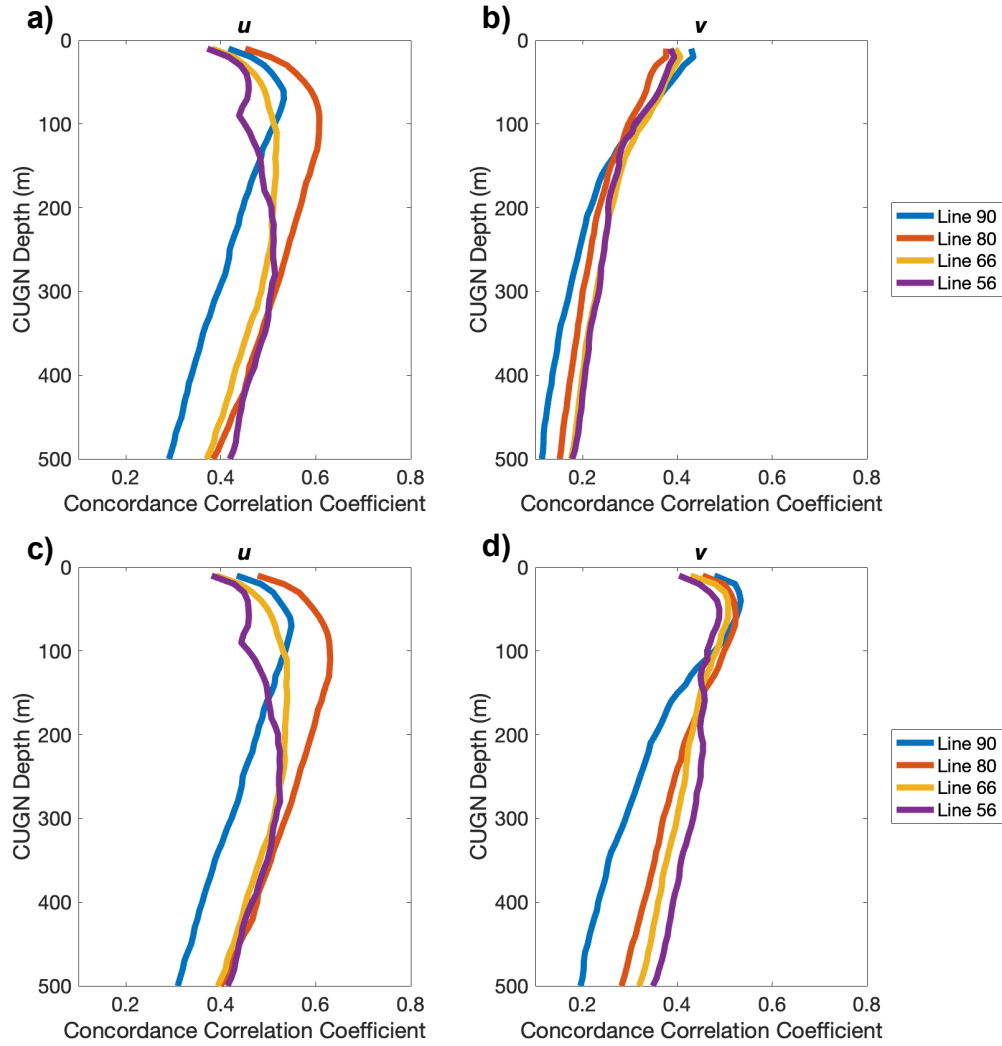 a)
u
0
100
200
300
400
500
CUGN Depth (m)
0.2
0.4
0.6
0.8
Concordance Correlation Coefficient
b)
v
0
100
200
300
400
500
CUGN Depth (m)
0.2
0.4
0.6
0.8
Concordance Correlation Coefficient
Line 90
Line 80
Line 66
Line 56
c)
u
0
100
200
300
400
500
CUGN Depth (m)
0.2
0.4
0.6
0.8
Concordance Correlation Coefficient
d)
v
0
100
200
300
400
500
CUGN Depth (m)
0.2
0.4
0.6
0.8
Concordance Correlation Coefficient
Line 90
Line 80
Line 66
Line 56